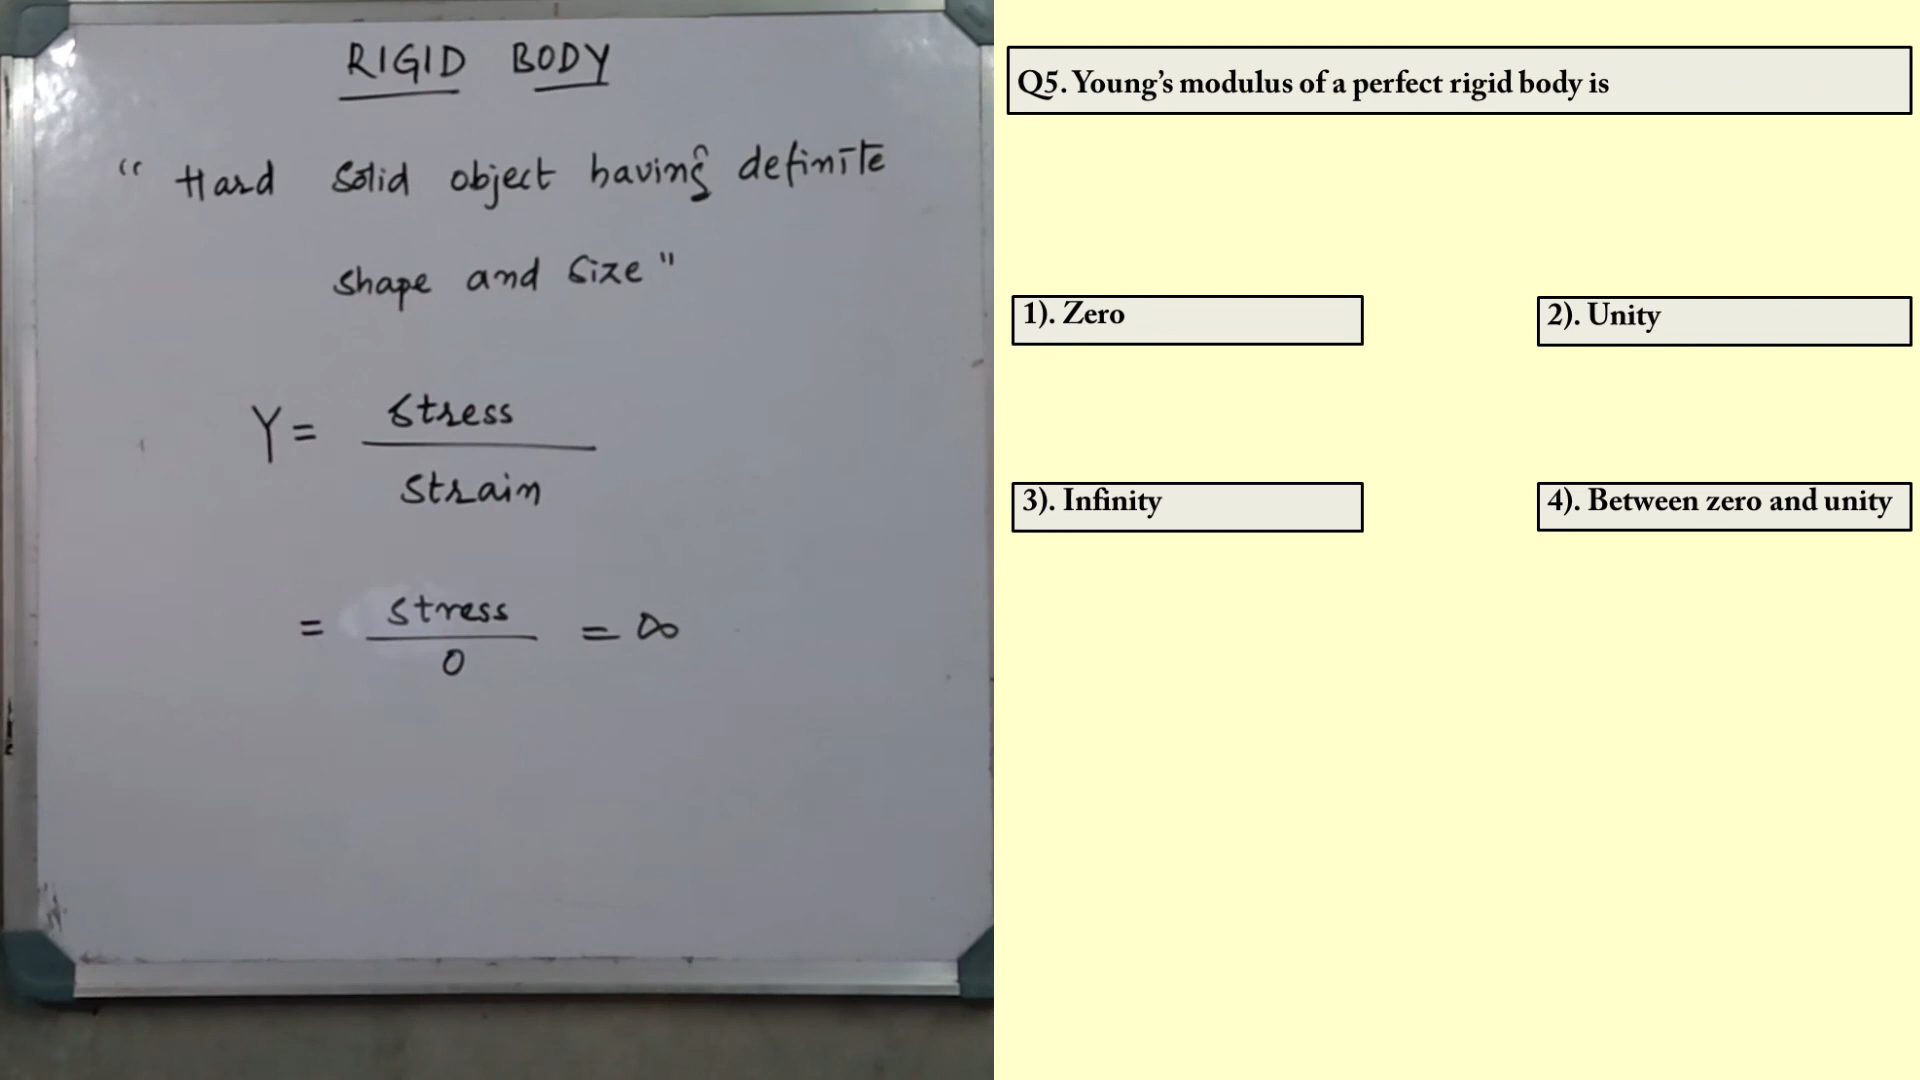 RIGID BODY
"Hard solid object having definite
shape and size"
Y = stress
strain
= stress = ∞
0
Q5. Young's modulus of a perfect rigid body is
1). Zero
2). Unity
3). Infinity
4). Between zero and unity